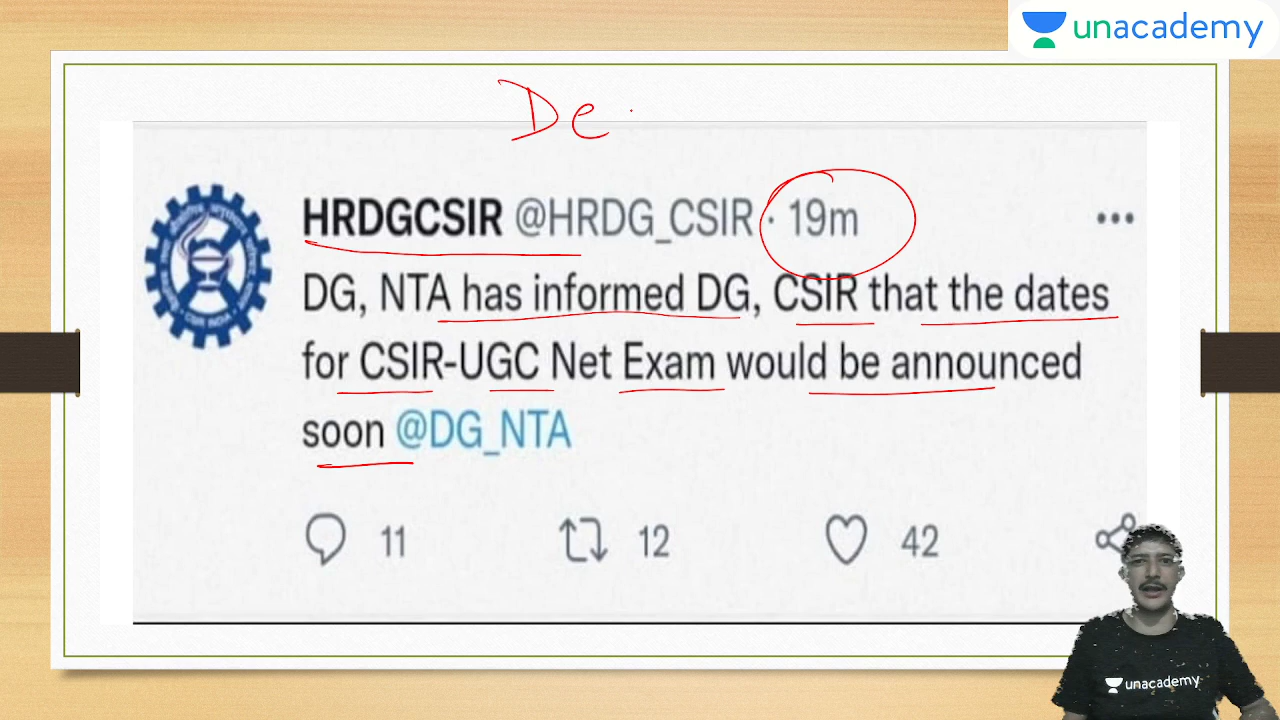 unacademy
De
HRDGCSIR @HRDG_CSIR · 19m
DG, NTA has informed DG, CSIR that the dates
for CSIR-UGC Net Exam would be announced
soon @DG_NTA
11 12 42
unacademy